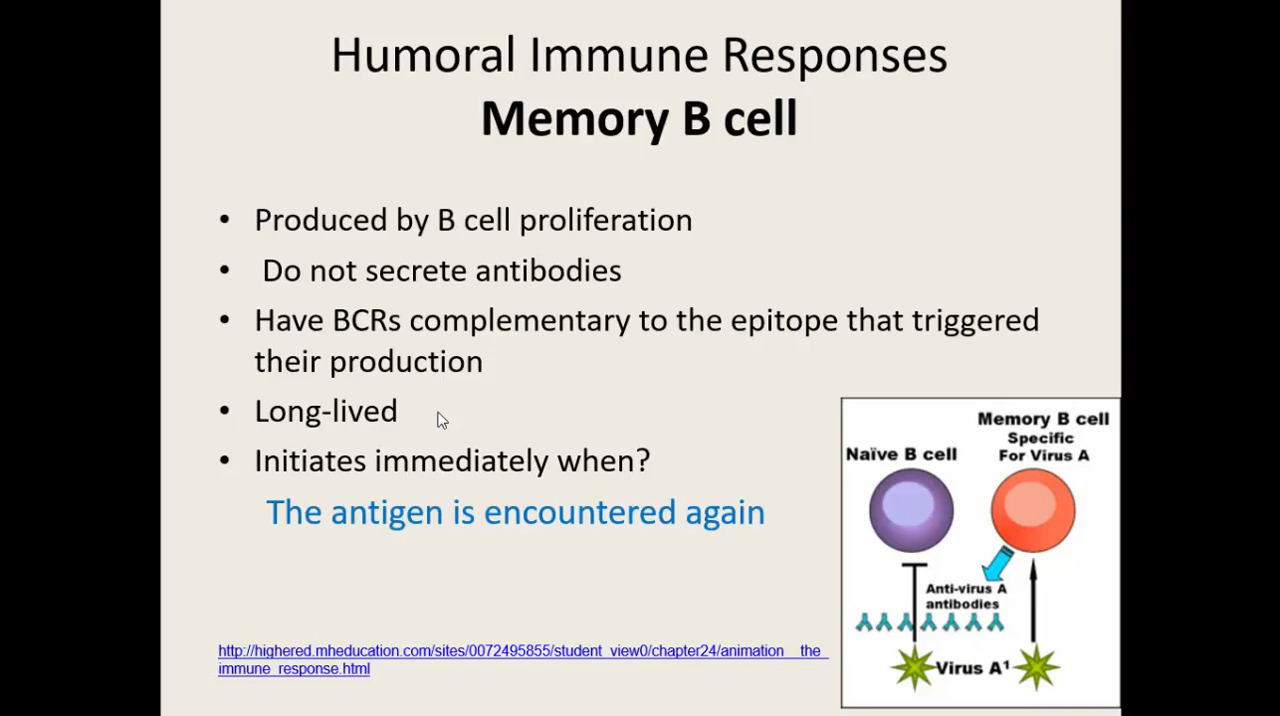 Humoral Immune Responses
Memory B cell
• Produced by B cell proliferation
• Do not secrete antibodies
• Have BCRs complementary to the epitope that triggered
their production
• Long-lived
• Initiates immediately when?
The antigen is encountered again
Naïve B cell
Memory B cell
Specific
For Virus A
Anti-virus A
antibodies
Virus A¹
http://highered.mheducation.com/sites/0072495855/student_view0/chapter24/animation__the_
immune_response.html